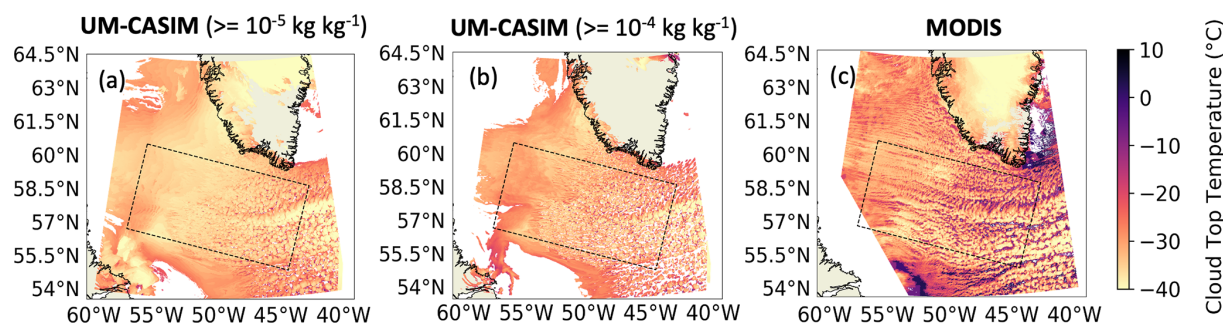 UM-CASIM (>= 10⁻⁵ kg kg⁻¹)
UM-CASIM (>= 10⁻⁴ kg kg⁻¹)
MODIS
(a)
64.5°N
63°N
61.5°N
60°N
58.5°N
57°N
55.5°N
54°N
60°W 55°W 50°W 45°W 40°W
(b)
64.5°N
63°N
61.5°N
60°N
58.5°N
57°N
55.5°N
54°N
60°W 55°W 50°W 45°W 40°W
(c)
64.5°N
63°N
61.5°N
60°N
58.5°N
57°N
55.5°N
54°N
60°W 55°W 50°W 45°W 40°W
10
0
−10
−20
−30
−40
Cloud Top Temperature (°C)